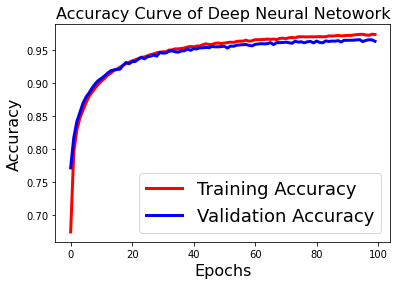 Accuracy Curve of Deep Neural Netowork
Accuracy
0.95
0.90
0.85
0.80
0.75
0.70
Training Accuracy
Validation Accuracy
0 20 40 60 80 100
Epochs